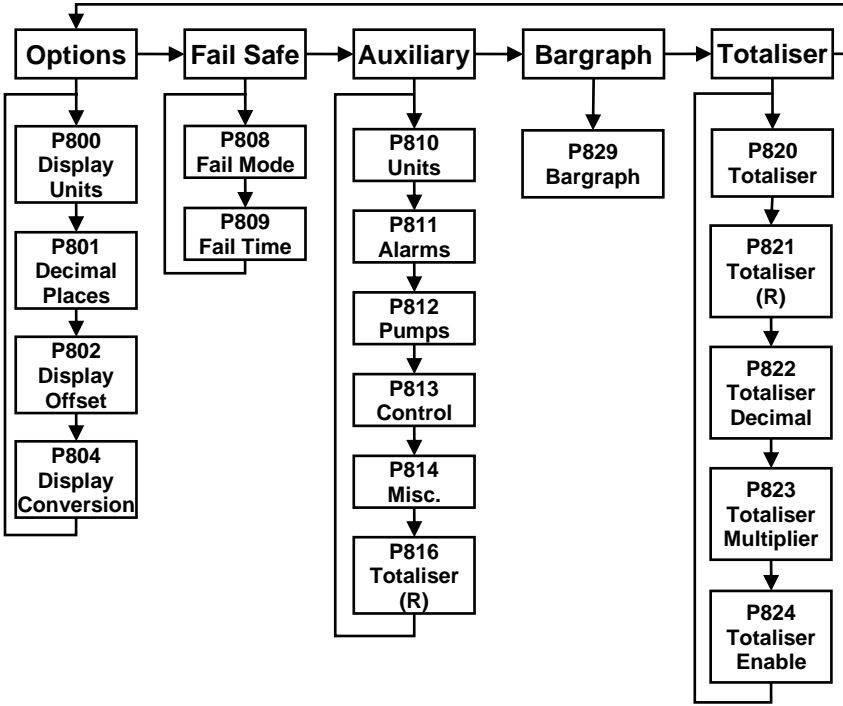 Options
Fail Safe
Auxiliary
Bargraph
Totaliser
P800
Display
Units
P801
Decimal
Places
P802
Display
Offset
P804
Display
Conversion
P808
Fail Mode
P809
Fail Time
P810
Units
P811
Alarms
P812
Pumps
P813
Control
P814
Misc.
P816
Totaliser
(R)
P829
Bargraph
P820
Totaliser
P821
Totaliser
(R)
P822
Totaliser
Decimal
P823
Totaliser
Multiplier
P824
Totaliser
Enable